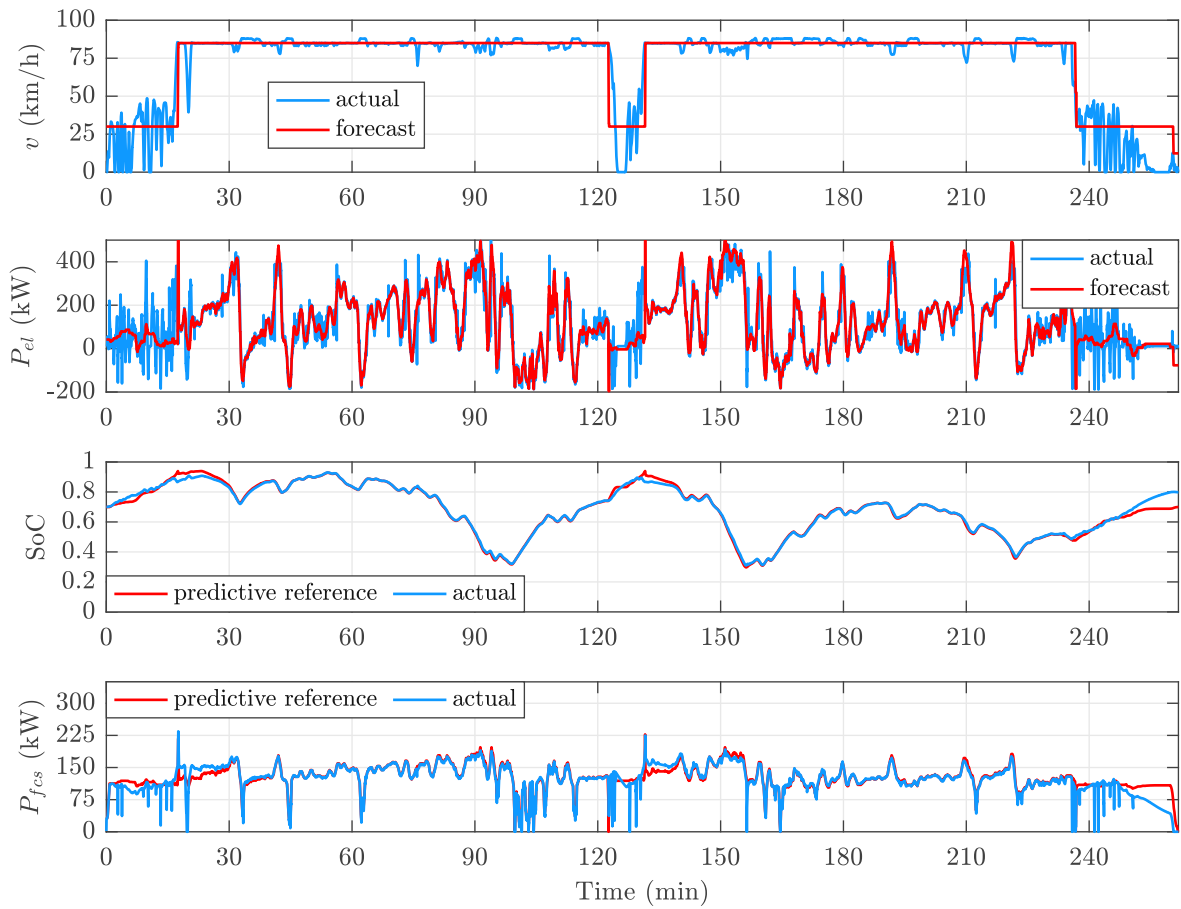 100
75
50
25
0
v (km/h)
actual
forecast
0 30 60 90 120 150 180 210 240
400
200
0
-200
P_el (kW)
actual
forecast
0 30 60 90 120 150 180 210 240
1
0.8
0.6
0.4
0.2
0
SoC
predictive reference actual
0 30 60 90 120 150 180 210 240
300
225
150
75
0
P_fcs (kW)
predictive reference actual
0 30 60 90 120 150 180 210 240
Time (min)